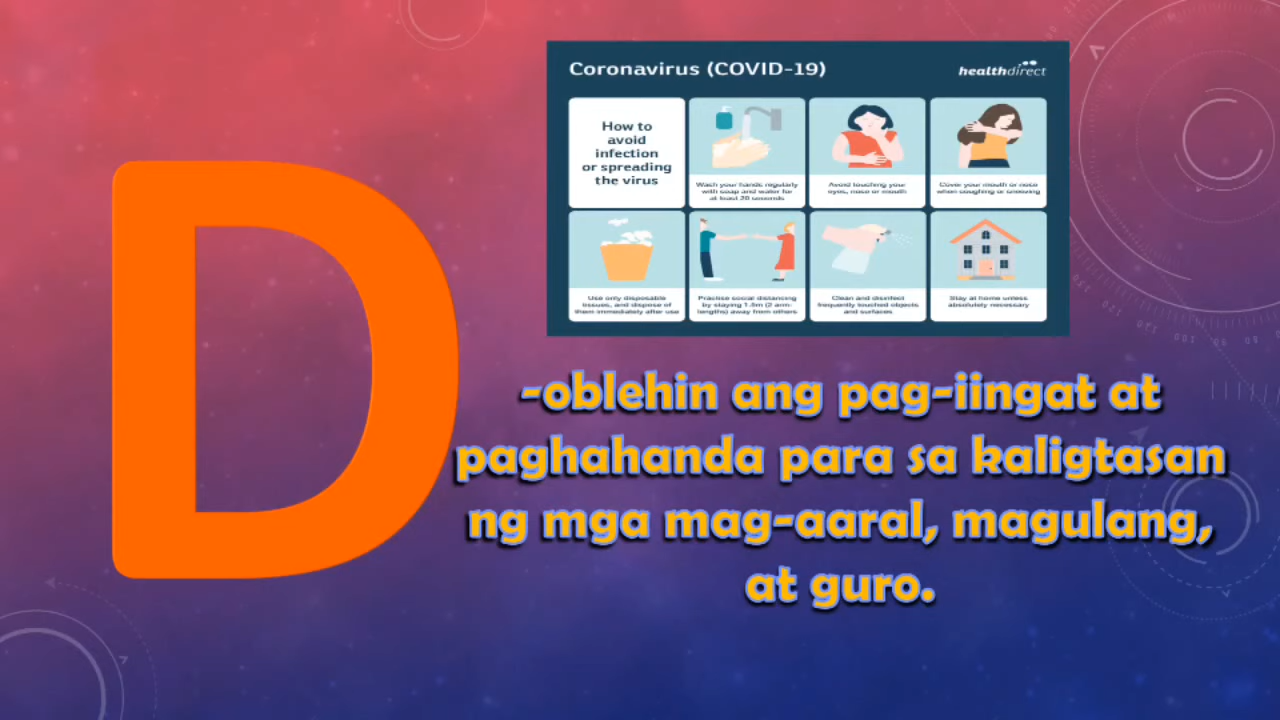 Coronavirus (COVID-19)
healthdirect
How to
avoid
infection
or spreading
the virus
Wash your hands regularly
with soap and water for
at least 20 seconds
Avoid touching your
eyes, nose or mouth
Cover your mouth or nose
when coughing or sneezing
Use only disposable
tissues, and dispose of
them immediately after use
Practise social distancing
by staying 1.5m (2 arm-
lengths) away from others
Clean and disinfect
frequently touched objects
and surfaces
Stay at home unless
absolutely necessary
D
-oblehin ang pag-iingat at
paghahanda para sa kaligtasan
ng mga mag-aaral, magulang,
at guro.